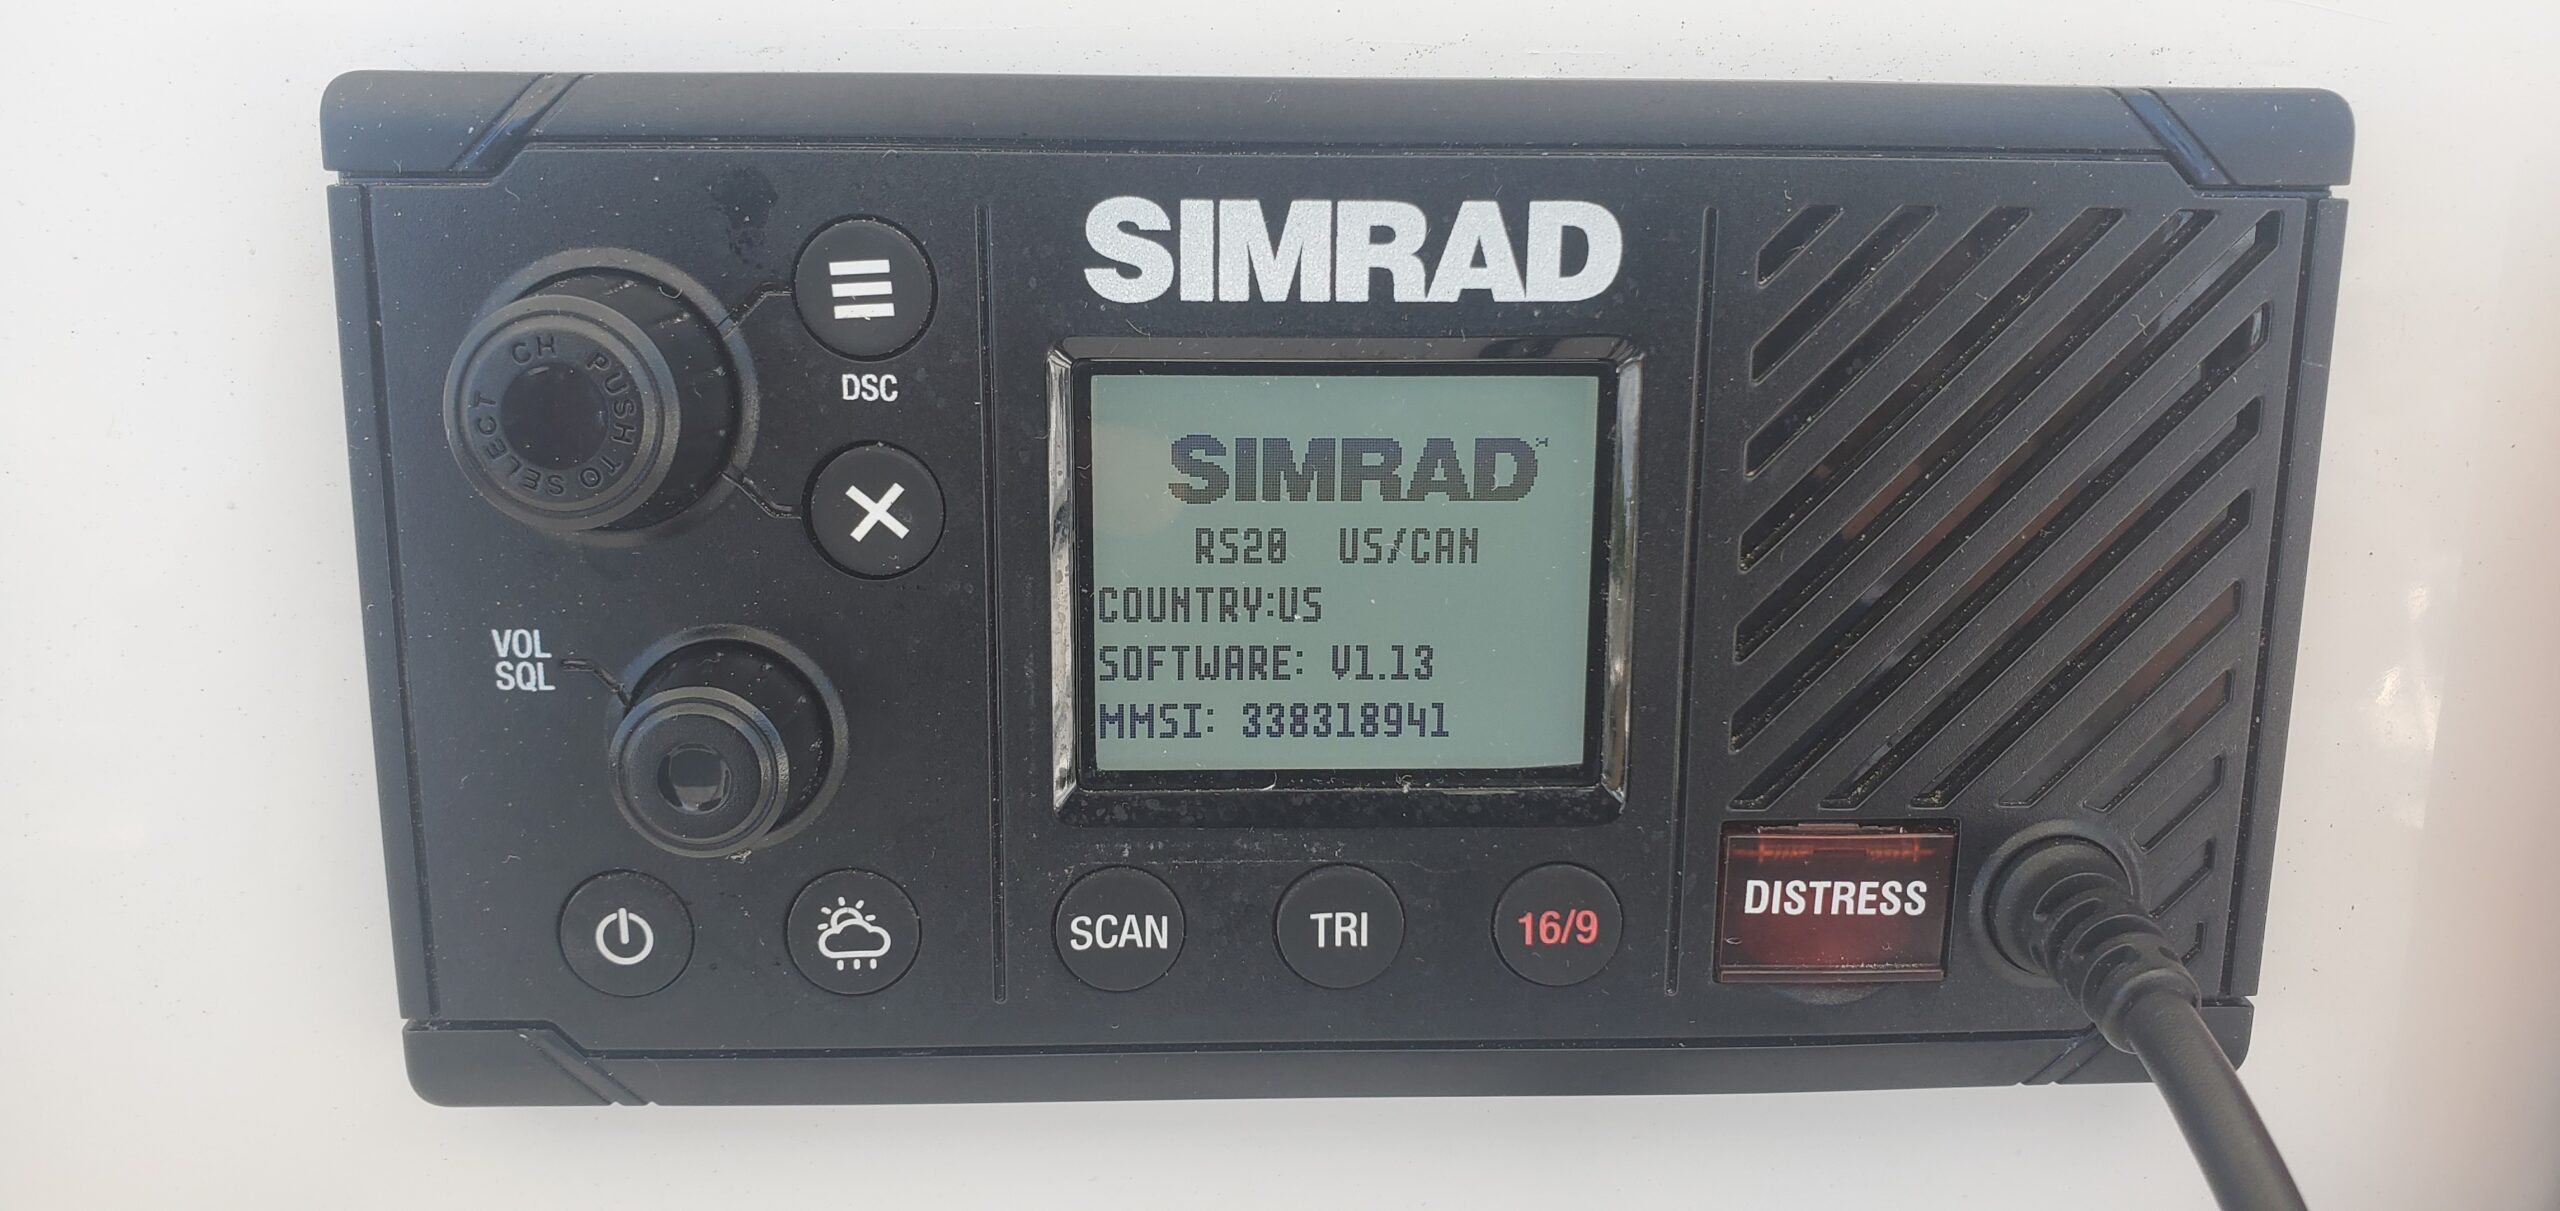 SIMRAD
CH PUSH TO SELECT
DSC
VOL
SQL
SIMRAD
RS20 US/CAN
COUNTRY:US
SOFTWARE: V1.13
MMSI: 338318941
SCAN
TRI
16/9
DISTRESS